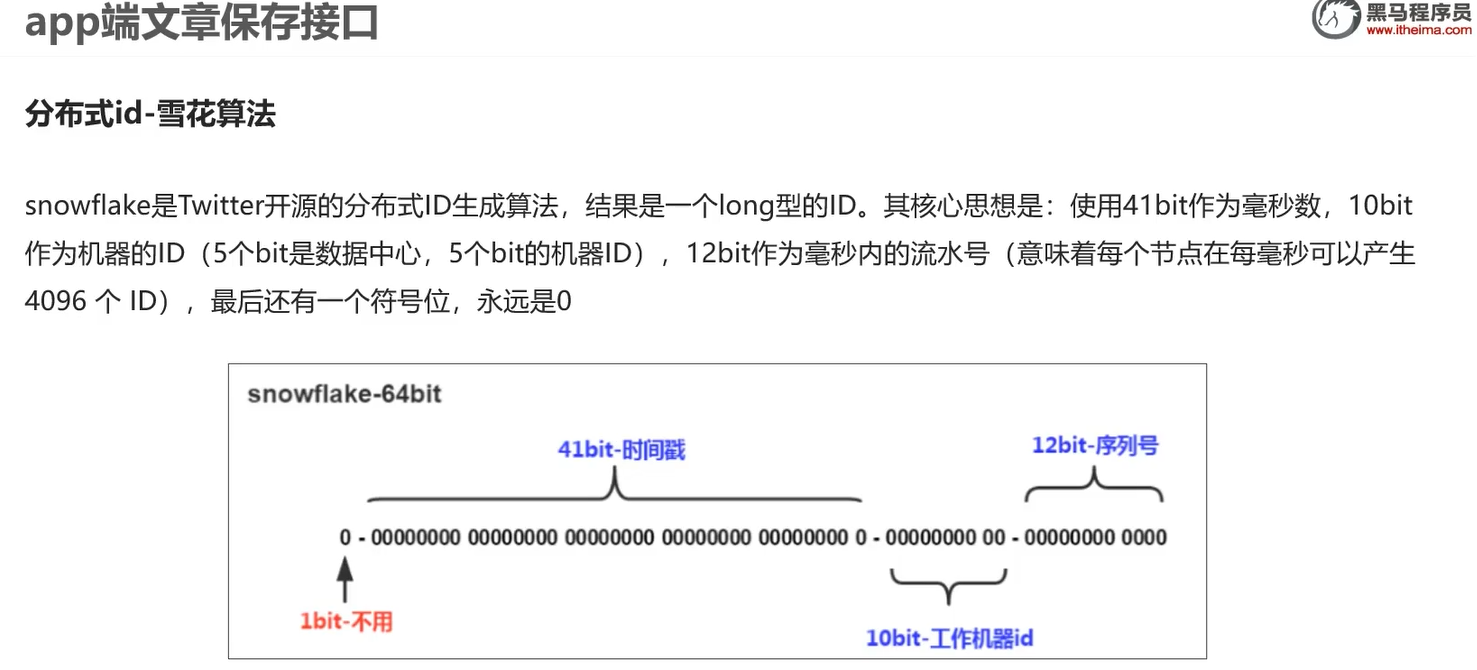 app端文章保存接口
黑马程序员
www.itheima.com
分布式id-雪花算法
snowflake是Twitter开源的分布式ID生成算法，结果是一个long型的ID。其核心思想是：使用41bit作为毫秒数，10bit
作为机器的ID（5个bit是数据中心，5个bit的机器ID），12bit作为毫秒内的流水号（意味着每个节点在每毫秒可以产生
4096 个 ID），最后还有一个符号位，永远是0
snowflake-64bit
41bit-时间戳
12bit-序列号
0 - 00000000 00000000 00000000 00000000 00000000 0 - 00000000 00 - 00000000 0000
1bit-不用
10bit-工作机器id